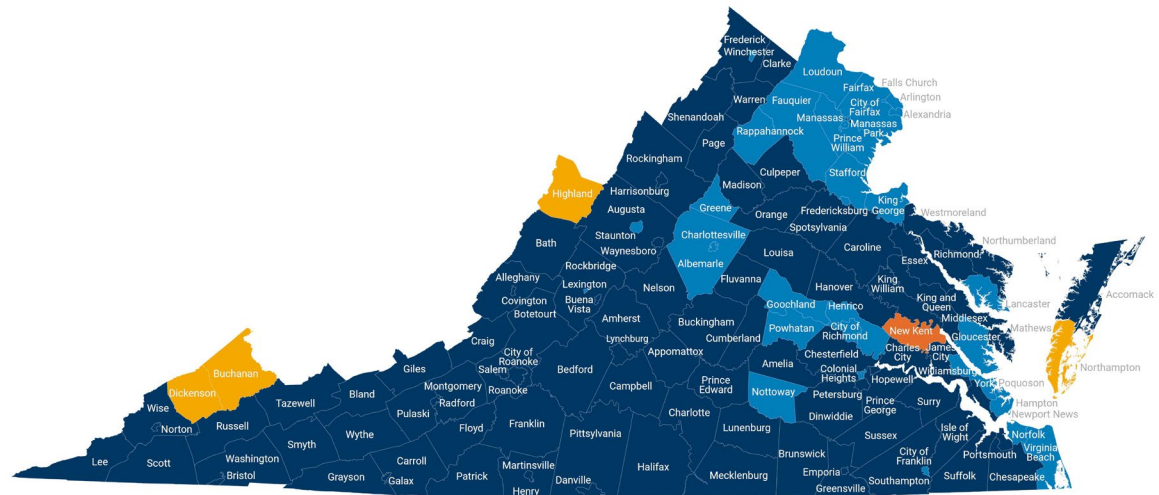 Frederick
Winchester
Clarke
Loudoun
Falls Church
Fairfax
Arlington
Warren
Fauquier
City of
Fairfax
Alexandria
Shenandoah
Manassas
Manassas
Park
Rappahannock
Prince
William
Page
Rockingham
Culpeper
Stafford
Madison
Highland
Harrisonburg
King
George
Greene
Augusta
Orange
Fredericksburg
Westmoreland
Spotsylvania
Staunton
Charlottesville
Bath
Waynesboro
Caroline
Northumberland
Louisa
Essex
Richmond
Rockbridge
Albemarle
Alleghany
Fluvanna
King
William
Lexington
Nelson
Hanover
Accomack
Covington
Buena
Vista
King and
Queen
Lancaster
Goochland
Henrico
Botetourt
Middlesex
Amherst
Buckingham
Powhatan
City of
Richmond
New Kent
Mathews
Gloucester
Craig
Lynchburg
Cumberland
Charles
City
James
City
City of
Roanoke
Appomattox
Chesterfield
Giles
Salem
Bedford
Amelia
Colonial
Heights
Williamsburg
Northampton
Buchanan
Hopewell
York
Poquoson
Dickenson
Montgomery
Roanoke
Campbell
Prince
Edward
Nottoway
Petersburg
Bland
Radford
Prince
George
Surry
Hampton
Tazewell
Wise
Pulaski
Charlotte
Dinwiddie
Newport News
Norton
Russell
Floyd
Franklin
Lunenburg
Isle of
Wight
Norfolk
Wythe
Pittsylvania
Sussex
Smyth
Virginia
Beach
Brunswick
City of
Franklin
Portsmouth
Lee
Scott
Washington
Carroll
Martinsville
Halifax
Bristol
Grayson
Galax
Patrick
Danville
Mecklenburg
Emporia
Southampton
Suffolk
Chesapeake
Henry
Greensville